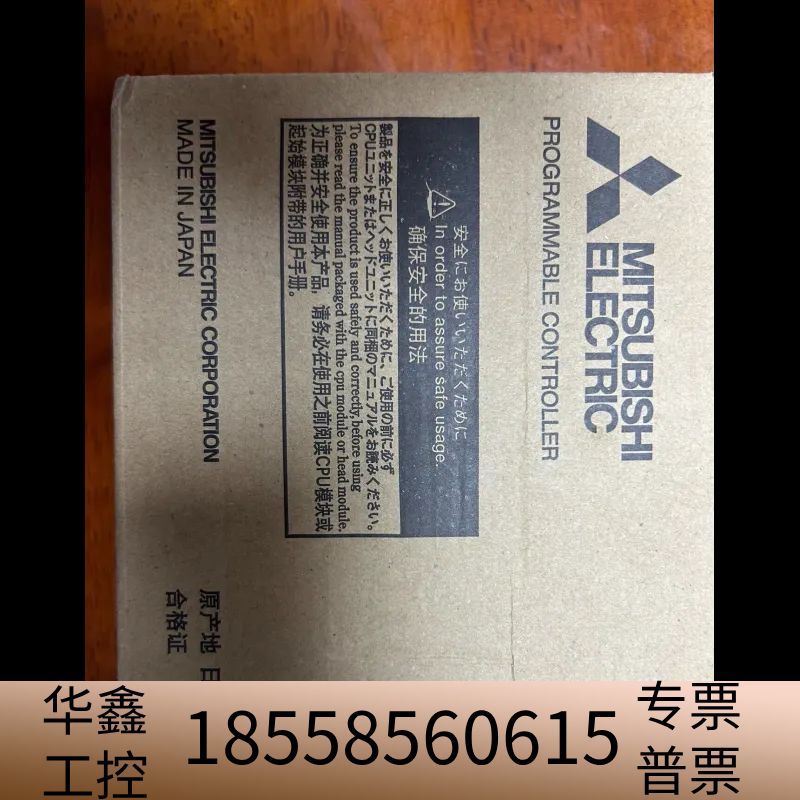 MITSUBISHI
ELECTRIC
PROGRAMMABLE CONTROLLER
安全にお使いいただくために
In order to assure safe usage.
确保安全的用法
製品を安全に正しくお使いいただくために、ご使用の前に必ず
CPUユニットまたはヘッドユニットに同梱のマニュアルをお読みください。
To ensure the product is used safely and correctly,before using
please read the manual packaged with the cpu module or head module.
为正确并安全使用本产品，请务必在使用之前阅读CPU模块或
起始模块附带的用户手册。
MITSUBISHI ELECTRIC CORPORATION
MADE IN JAPAN
原产地 日
合格证
华鑫
工控
18558560615
专票
普票